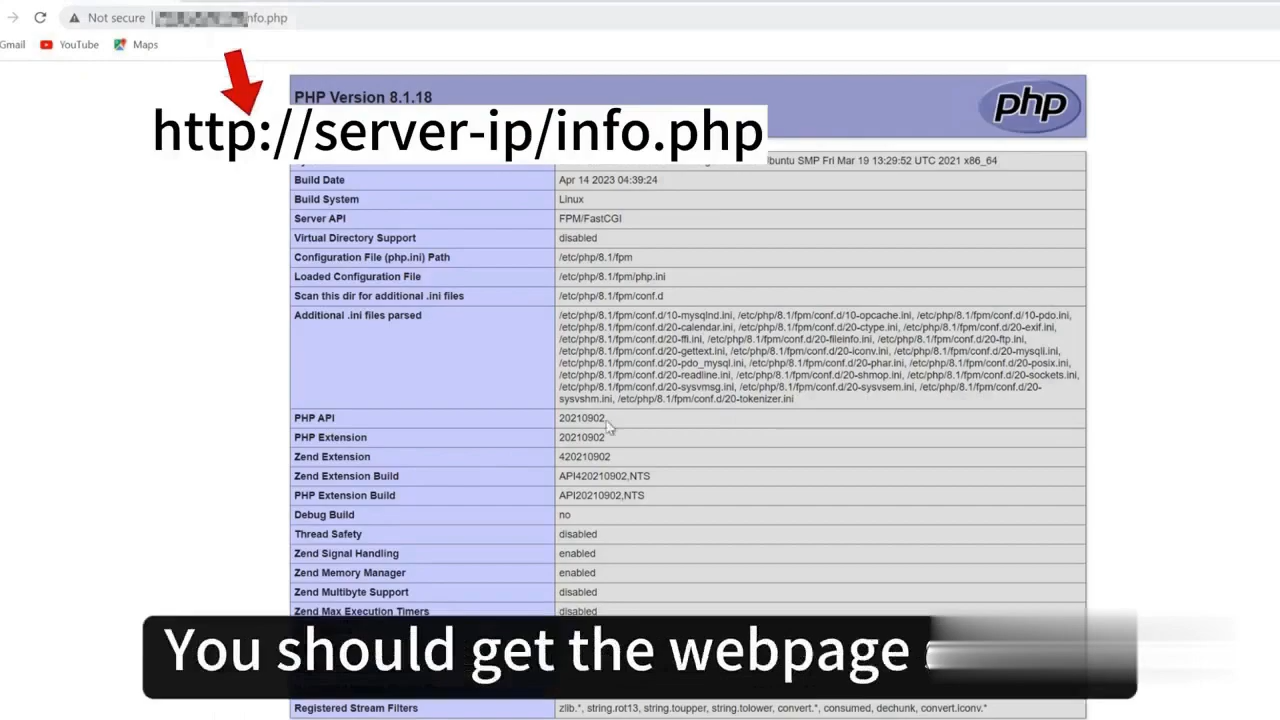 Not secure nfo.php
Gmail YouTube Maps
PHP Version 8.1.18
php
http://server-ip/info.php
Ubuntu SMP Fri Mar 19 13:29:52 UTC 2021 x86_64
Build Date Apr 14 2023 04:39:24
Build System Linux
Server API FPM/FastCGI
Virtual Directory Support disabled
Configuration File (php.ini) Path /etc/php/8.1/fpm
Loaded Configuration File /etc/php/8.1/fpm/php.ini
Scan this dir for additional .ini files /etc/php/8.1/fpm/conf.d
Additional .ini files parsed /etc/php/8.1/fpm/conf.d/10-mysqlnd.ini, /etc/php/8.1/fpm/conf.d/10-opcache.ini, /etc/php/8.1/fpm/conf.d/10-pdo.ini,
/etc/php/8.1/fpm/conf.d/20-calendar.ini, /etc/php/8.1/fpm/conf.d/20-ctype.ini, /etc/php/8.1/fpm/conf.d/20-exif.ini,
/etc/php/8.1/fpm/conf.d/20-ffi.ini, /etc/php/8.1/fpm/conf.d/20-fileinfo.ini, /etc/php/8.1/fpm/conf.d/20-ftp.ini,
/etc/php/8.1/fpm/conf.d/20-gettext.ini, /etc/php/8.1/fpm/conf.d/20-iconv.ini, /etc/php/8.1/fpm/conf.d/20-mysqli.ini,
/etc/php/8.1/fpm/conf.d/20-pdo_mysql.ini, /etc/php/8.1/fpm/conf.d/20-phar.ini, /etc/php/8.1/fpm/conf.d/20-posix.ini,
/etc/php/8.1/fpm/conf.d/20-readline.ini, /etc/php/8.1/fpm/conf.d/20-shmop.ini, /etc/php/8.1/fpm/conf.d/20-sockets.ini,
/etc/php/8.1/fpm/conf.d/20-sysvmsg.ini, /etc/php/8.1/fpm/conf.d/20-sysvsem.ini, /etc/php/8.1/fpm/conf.d/20-
sysvshm.ini, /etc/php/8.1/fpm/conf.d/20-tokenizer.ini
PHP API 20210902
PHP Extension 20210902
Zend Extension 420210902
Zend Extension Build API420210902,NTS
PHP Extension Build API20210902,NTS
Debug Build no
Thread Safety disabled
Zend Signal Handling enabled
Zend Memory Manager enabled
Zend Multibyte Support disabled
Zend Max Execution Timers disabled
You should get the webpage
Registered Stream Filters zlib.*, string.rot13, string.toupper, string.tolower, convert.*, consumed, dechunk, convert.iconv.*